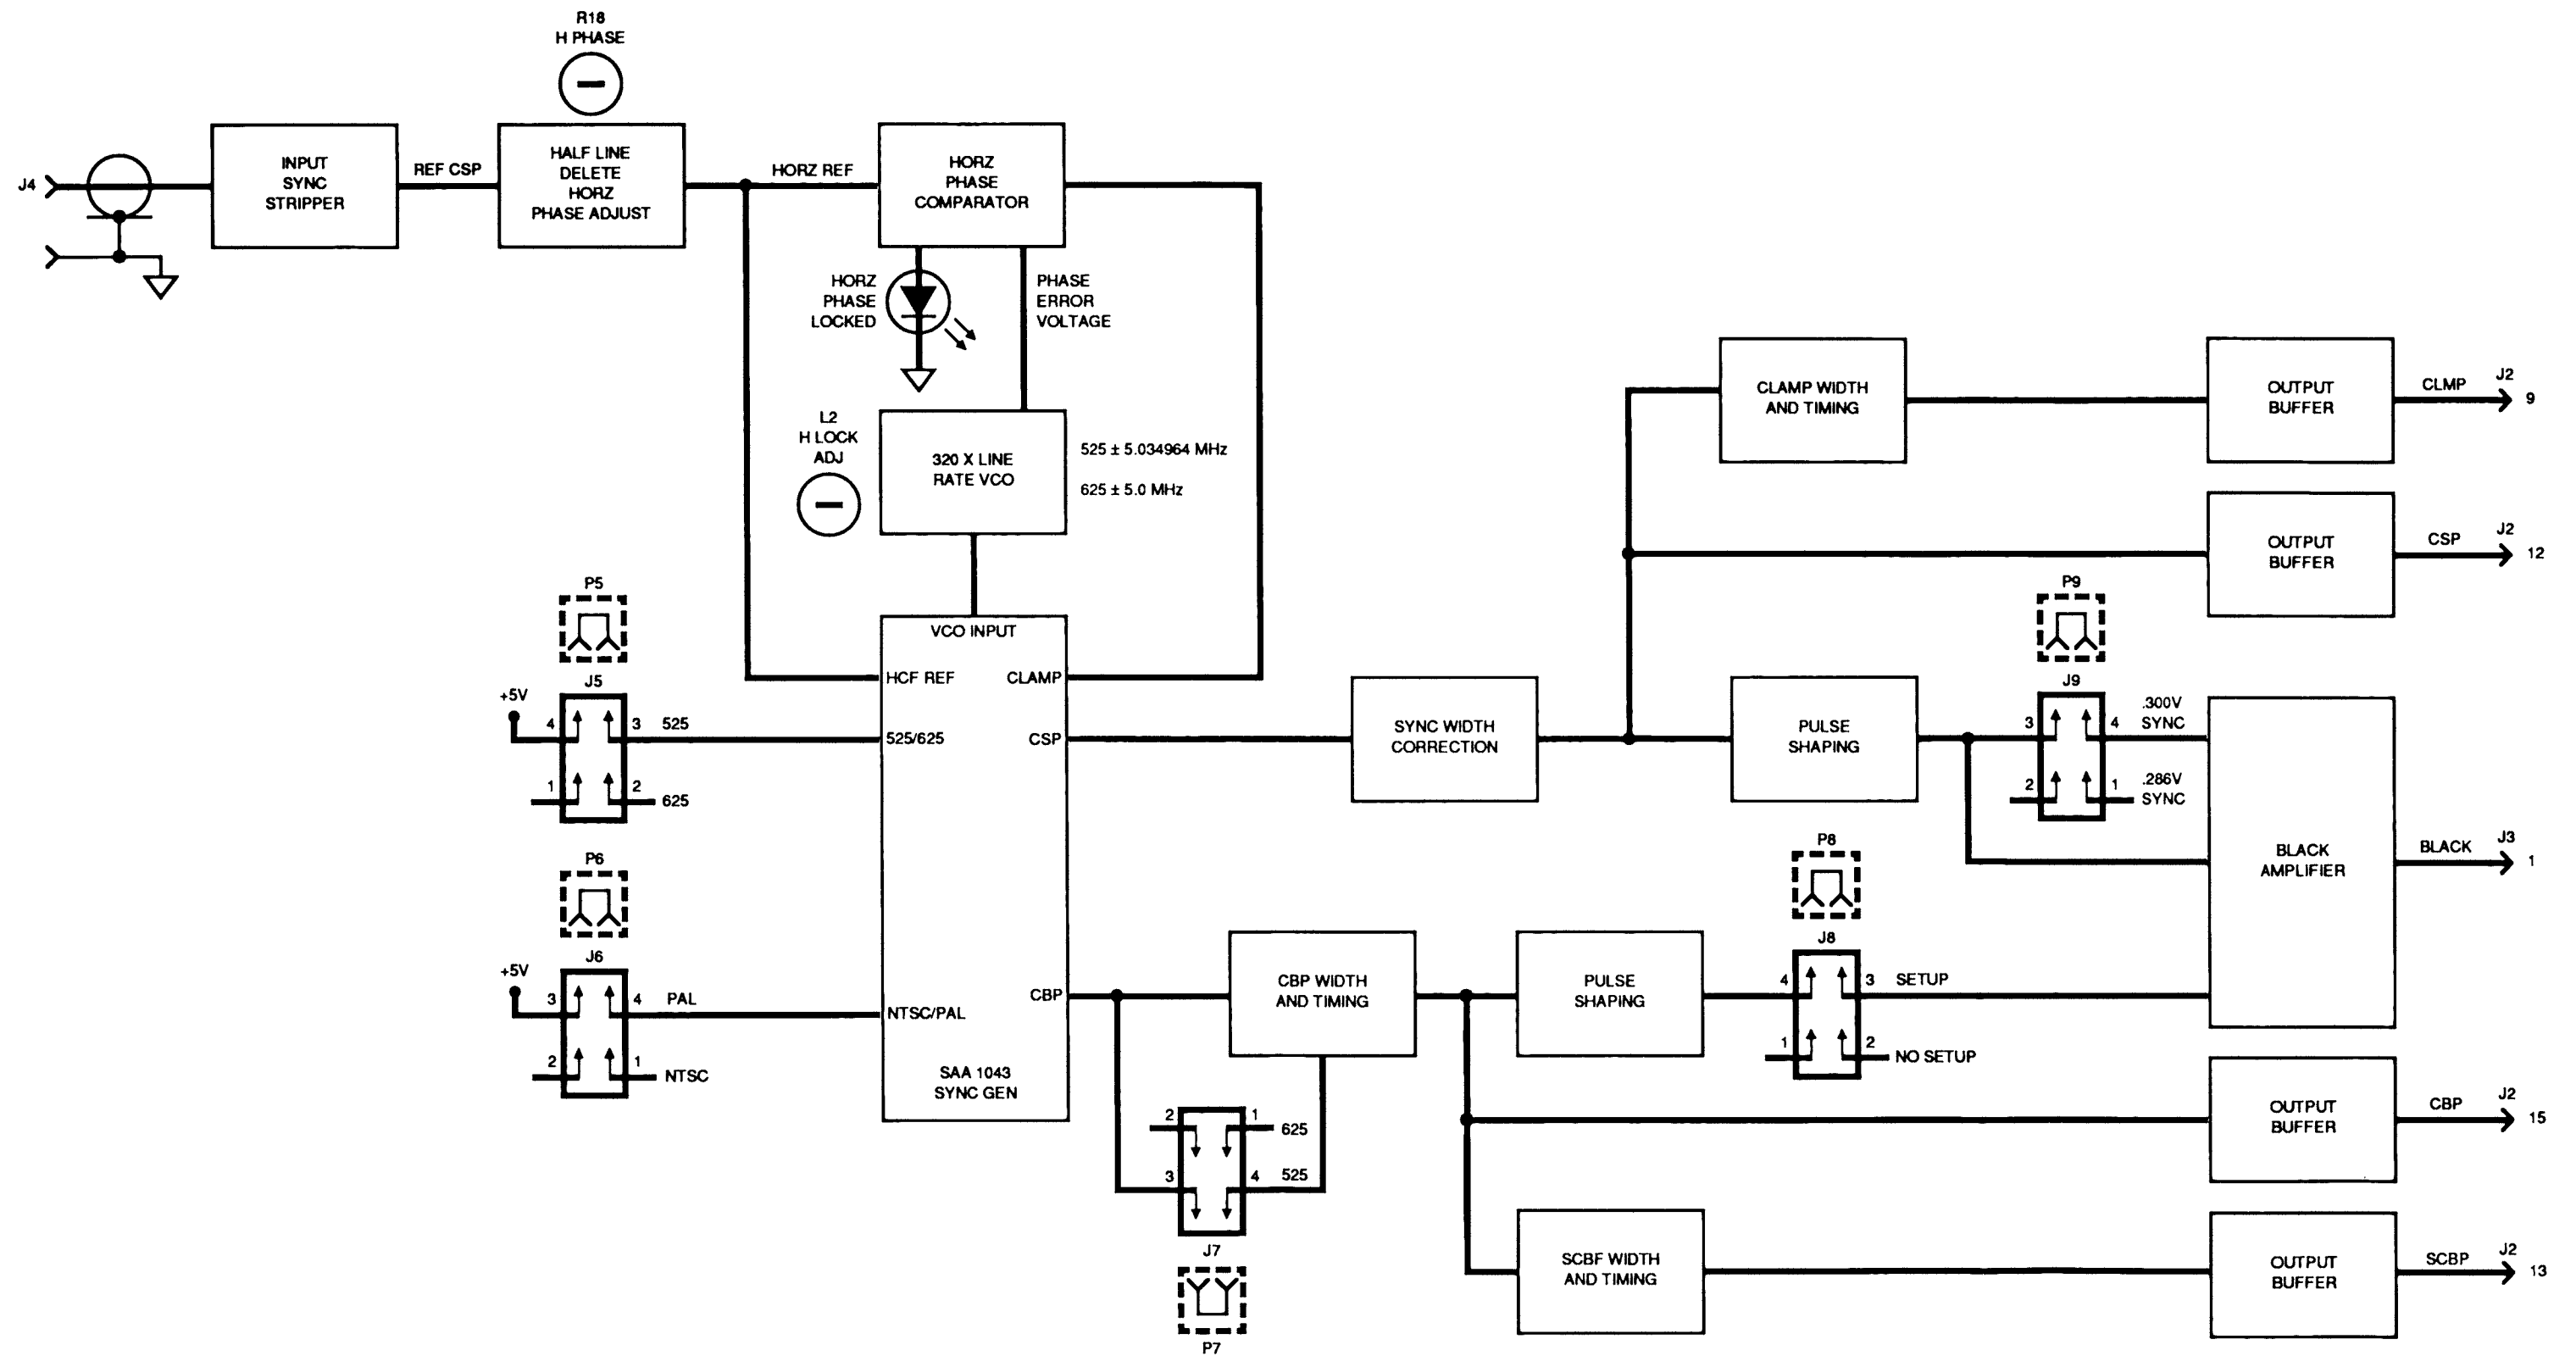 R18
H PHASE
J4
INPUT
SYNC
STRIPPER
REF CSP
HALF LINE
DELETE
HORZ
PHASE ADJUST
HORZ REF
HORZ
PHASE
COMPARATOR
HORZ
PHASE
LOCKED
PHASE
ERROR
VOLTAGE
L2
H LOCK
ADJ
320 X LINE
RATE VCO
525 ± 5.034964 MHz
625 ± 5.0 MHz
CLAMP WIDTH
AND TIMING
OUTPUT
BUFFER
CLMP
J2
9
OUTPUT
BUFFER
CSP
J2
12
P5
J5
+5V
4
3
525
1
2
625
P6
J6
+5V
3
4
PAL
2
1
NTSC
VCO INPUT
HCF REF
CLAMP
525/625
CSP
CBP
NTSC/PAL
SAA 1043
SYNC GEN
SYNC WIDTH
CORRECTION
PULSE
SHAPING
P9
J9
3
4
.300V
SYNC
2
1
.286V
SYNC
BLACK
AMPLIFIER
BLACK
J3
1
CBP WIDTH
AND TIMING
PULSE
SHAPING
P8
J8
4
3
SETUP
1
2
NO SETUP
2
1
625
3
4
525
J7
P7
OUTPUT
BUFFER
CBP
J2
15
SCBF WIDTH
AND TIMING
OUTPUT
BUFFER
SCBP
J2
13